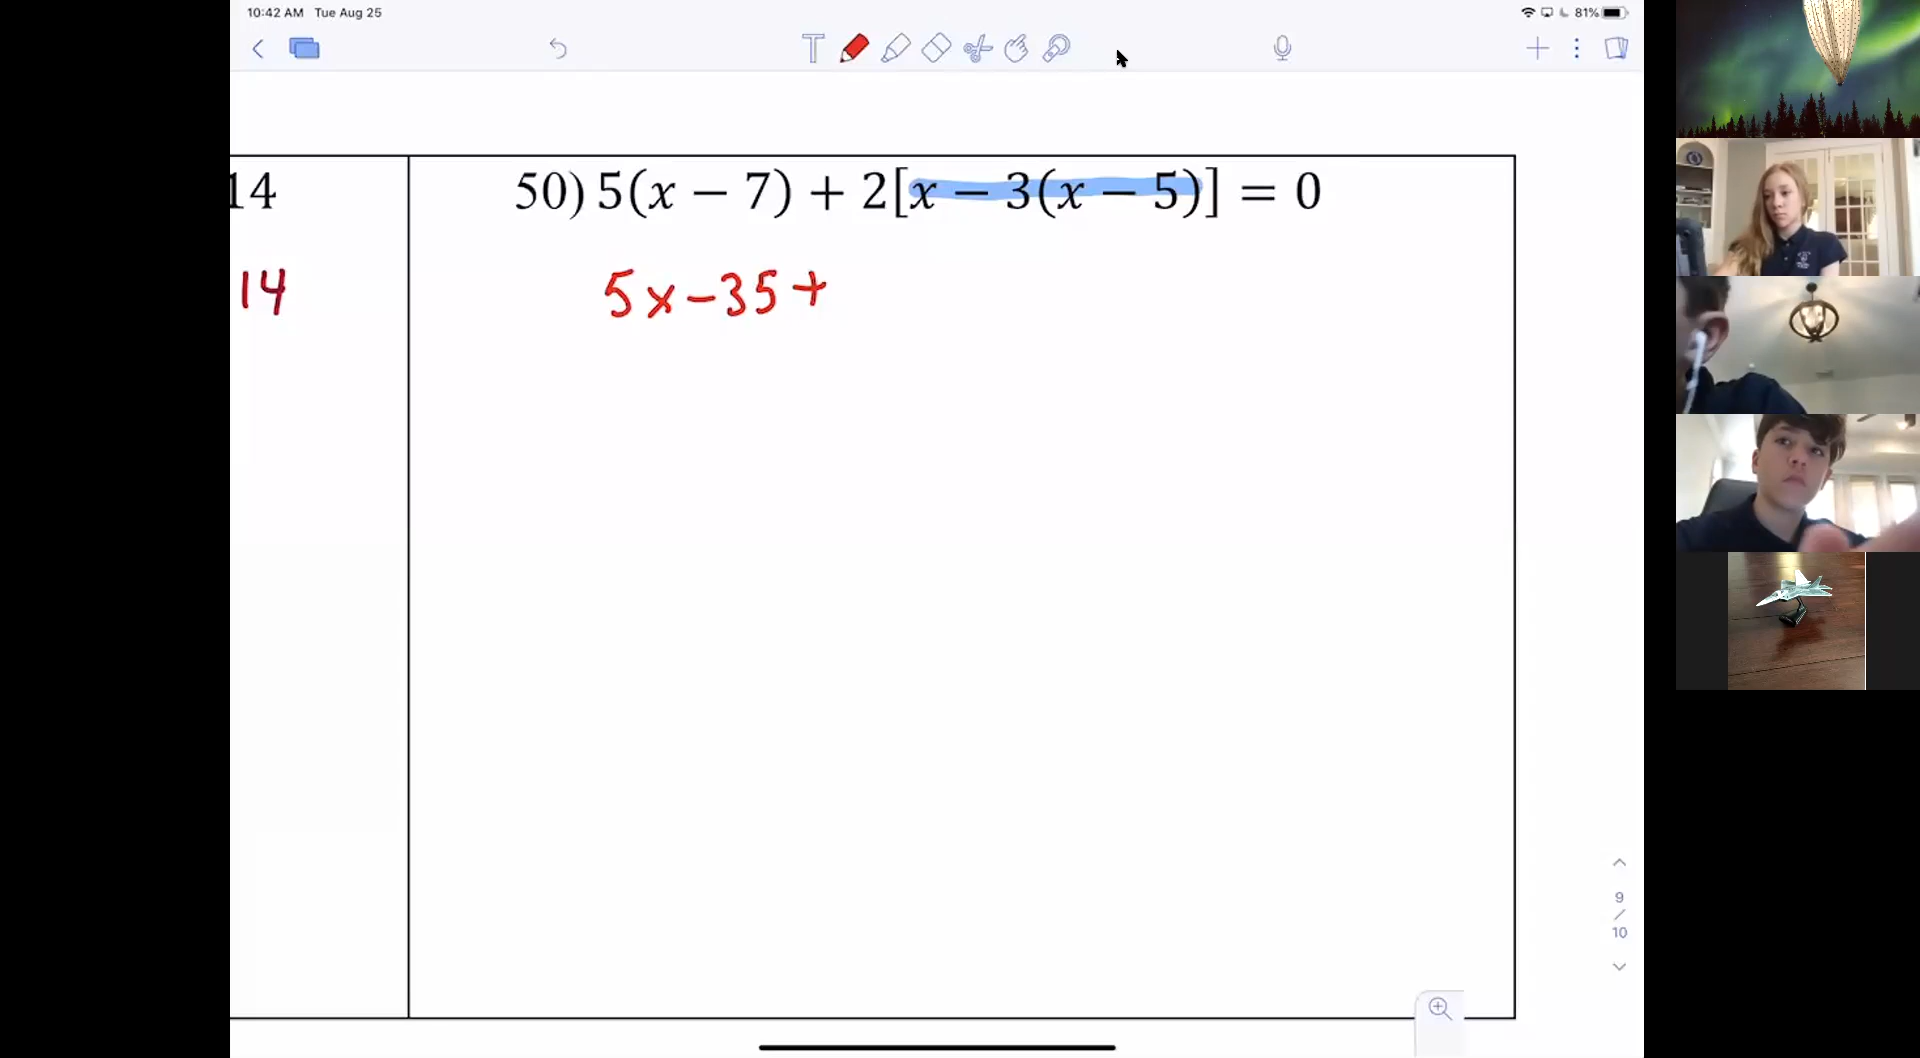 10:42 AM Tue Aug 25
81%
14
50) 5(x − 7) + 2[x − 3(x − 5)] = 0
14
5x−35+
9
/
10